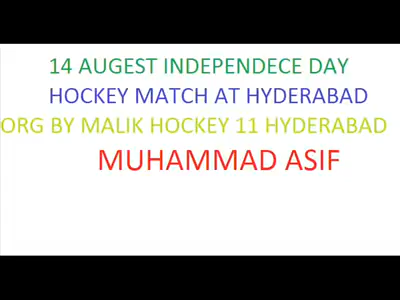 14 AUGEST INDEPENDECE DAY
HOCKEY MATCH AT HYDERABAD
ORG BY MALIK HOCKEY 11 HYDERABAD
MUHAMMAD ASIF